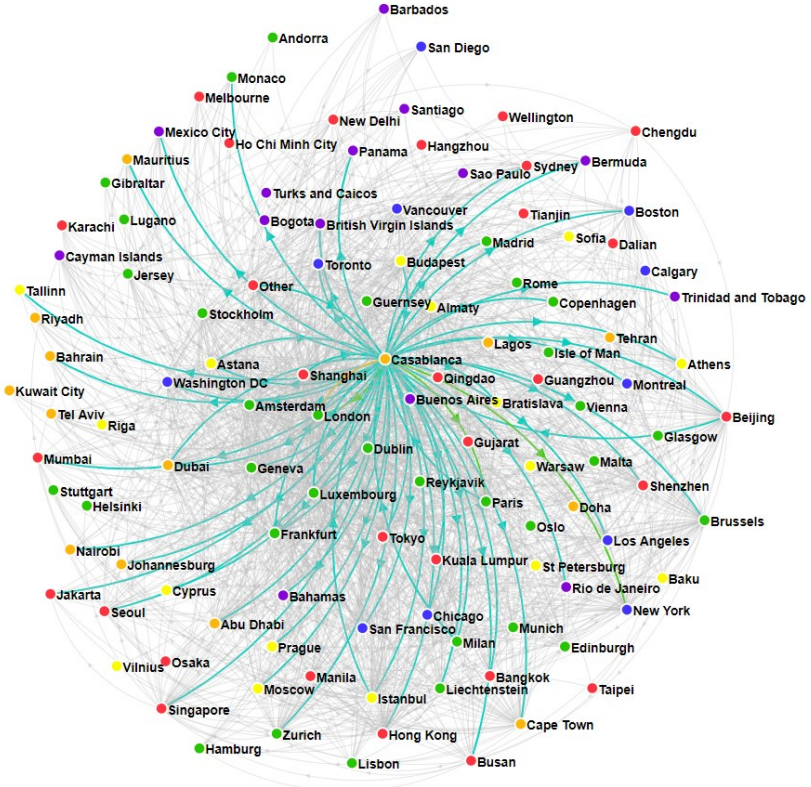 Barbados
Andorra
San Diego
Monaco
Melbourne
Santiago
Wellington
New Delhi
Mexico City
Chengdu
Ho Chi Minh City
Hangzhou
Panama
Mauritius
Bermuda
Sydney
Sao Paulo
Gibraltar
Turks and Caicos
Vancouver
Boston
Tianjin
Lugano
Bogota
British Virgin Islands
Karachi
Sofia
Madrid
Dalian
Cayman Islands
Toronto
Budapest
Calgary
Jersey
Rome
Other
Tallinn
Trinidad and Tobago
Guernsey
Copenhagen
Almaty
Stockholm
Riyadh
Tehran
Lagos
Isle of Man
Bahrain
Casablanca
Astana
Athens
Shanghai
Qingdao
Guangzhou
Washington DC
Montreal
Kuwait City
Buenos Aires
Bratislava
Amsterdam
Vienna
Tel Aviv
London
Beijing
Riga
Glasgow
Gujarat
Dublin
Mumbai
Dubai
Geneva
Warsaw
Malta
Reykjavik
Shenzhen
Stuttgart
Luxembourg
Paris
Helsinki
Doha
Brussels
Oslo
Frankfurt
Tokyo
Los Angeles
Nairobi
Kuala Lumpur
Johannesburg
St Petersburg
Baku
Rio de Janeiro
Cyprus
Jakarta
Bahamas
Seoul
New York
Chicago
Abu Dhabi
San Francisco
Munich
Milan
Prague
Edinburgh
Vilnius
Osaka
Manila
Bangkok
Moscow
Liechtenstein
Taipei
Istanbul
Singapore
Cape Town
Zurich
Hong Kong
Hamburg
Lisbon
Busan